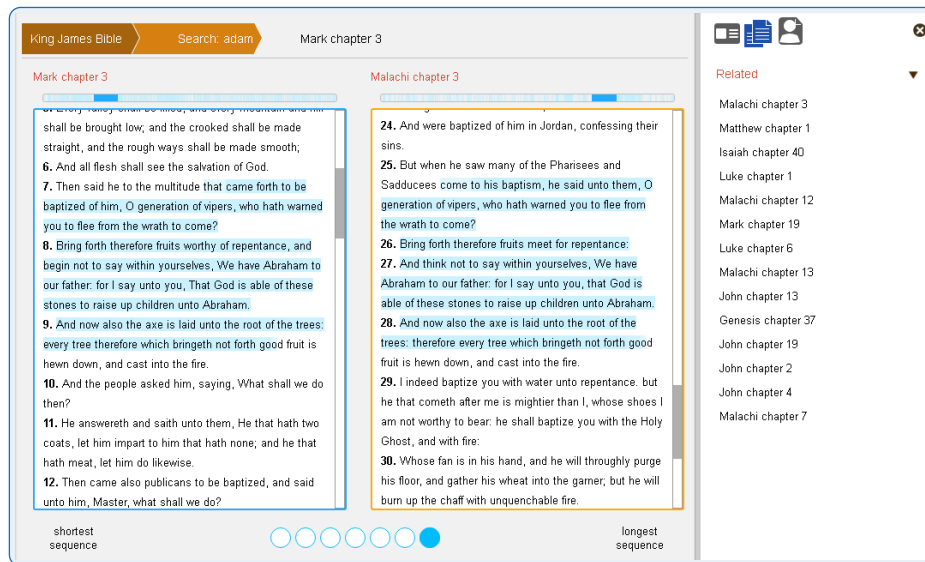 King James Bible
Search: adam
Mark chapter 3
Mark chapter 3
shall be brought low; and the crooked shall be made
straight, and the rough ways shall be made smooth;
6. And all flesh shall see the salvation of God.
7. Then said he to the multitude that came forth to be
baptized of him, O generation of vipers, who hath warned
you to flee from the wrath to come?
8. Bring forth therefore fruits worthy of repentance, and
begin not to say within yourselves, We have Abraham to
our father: for I say unto you, That God is able of these
stones to raise up children unto Abraham.
9. And now also the axe is laid unto the root of the trees:
every tree therefore which bringeth not forth good fruit is
hewn down, and cast into the fire.
10. And the people asked him, saying, What shall we do
then?
11. He answereth and saith unto them, He that hath two
coats, let him impart to him that hath none; and he that
hath meat, let him do likewise.
12. Then came also publicans to be baptized, and said
unto him, Master, what shall we do?
Malachi chapter 3
24. And were baptized of him in Jordan, confessing their
sins.
25. But when he saw many of the Pharisees and
Sadducees come to his baptism, he said unto them, O
generation of vipers, who hath warned you to flee from
the wrath to come?
26. Bring forth therefore fruits meet for repentance:
27. And think not to say within yourselves, We have
Abraham to our father: for I say unto you, that God is
able of these stones to raise up children unto Abraham.
28. And now also the axe is laid unto the root of the
trees: therefore every tree which bringeth not forth good
fruit is hewn down, and cast into the fire.
29. I indeed baptize you with water unto repentance. but
he that cometh after me is mightier than I, whose shoes I
am not worthy to bear: he shall baptize you with the Holy
Ghost, and with fire:
30. Whose fan is in his hand, and he will throughly purge
his floor, and gather his wheat into the garner; but he will
burn up the chaff with unquenchable fire.
shortest
sequence
longest
sequence
Related
Malachi chapter 3
Matthew chapter 1
Isaiah chapter 40
Luke chapter 1
Malachi chapter 12
Mark chapter 19
Luke chapter 6
Malachi chapter 13
John chapter 13
Genesis chapter 37
John chapter 19
John chapter 2
John chapter 4
Malachi chapter 7